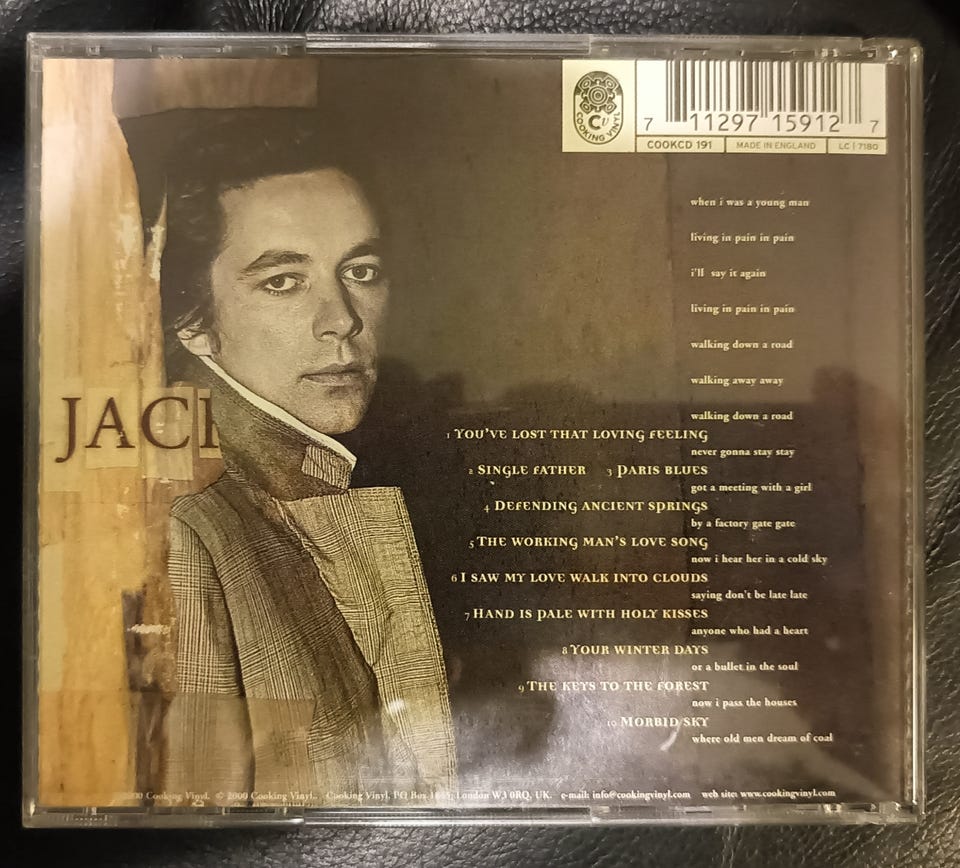 COOKING VINYL
CV
7 11297 15912 7
COOKCD 191 MADE IN ENGLAND LC 7180
JACK
when i was a young man
living in pain in pain
i'll say it again
living in pain in pain
walking down a road
walking away away
walking down a road
1 YOU'VE LOST THAT LOVING FEELING
never gonna stay stay
2 SINGLE FATHER 3 PARIS BLUES
got a meeting with a girl
4 DEFENDING ANCIENT SPRINGS
by a factory gate gate
5 THE WORKING MAN'S LOVE SONG
now i hear her in a cold sky
6 I SAW MY LOVE WALK INTO CLOUDS
saying don't be late late
7 HAND IS PALE WITH HOLY KISSES
anyone who had a heart
8 YOUR WINTER DAYS
or a bullet in the soul
9 THE KEYS TO THE FOREST
now i pass the houses
10 MORBID SKY
where old men dream of coal
2000 Cooking Vinyl. © 2000 Cooking Vinyl. Cooking Vinyl, PO Box London W3 0RQ, UK. e-mail: info@cookingvinyl.com web site: www.cookingvinyl.com